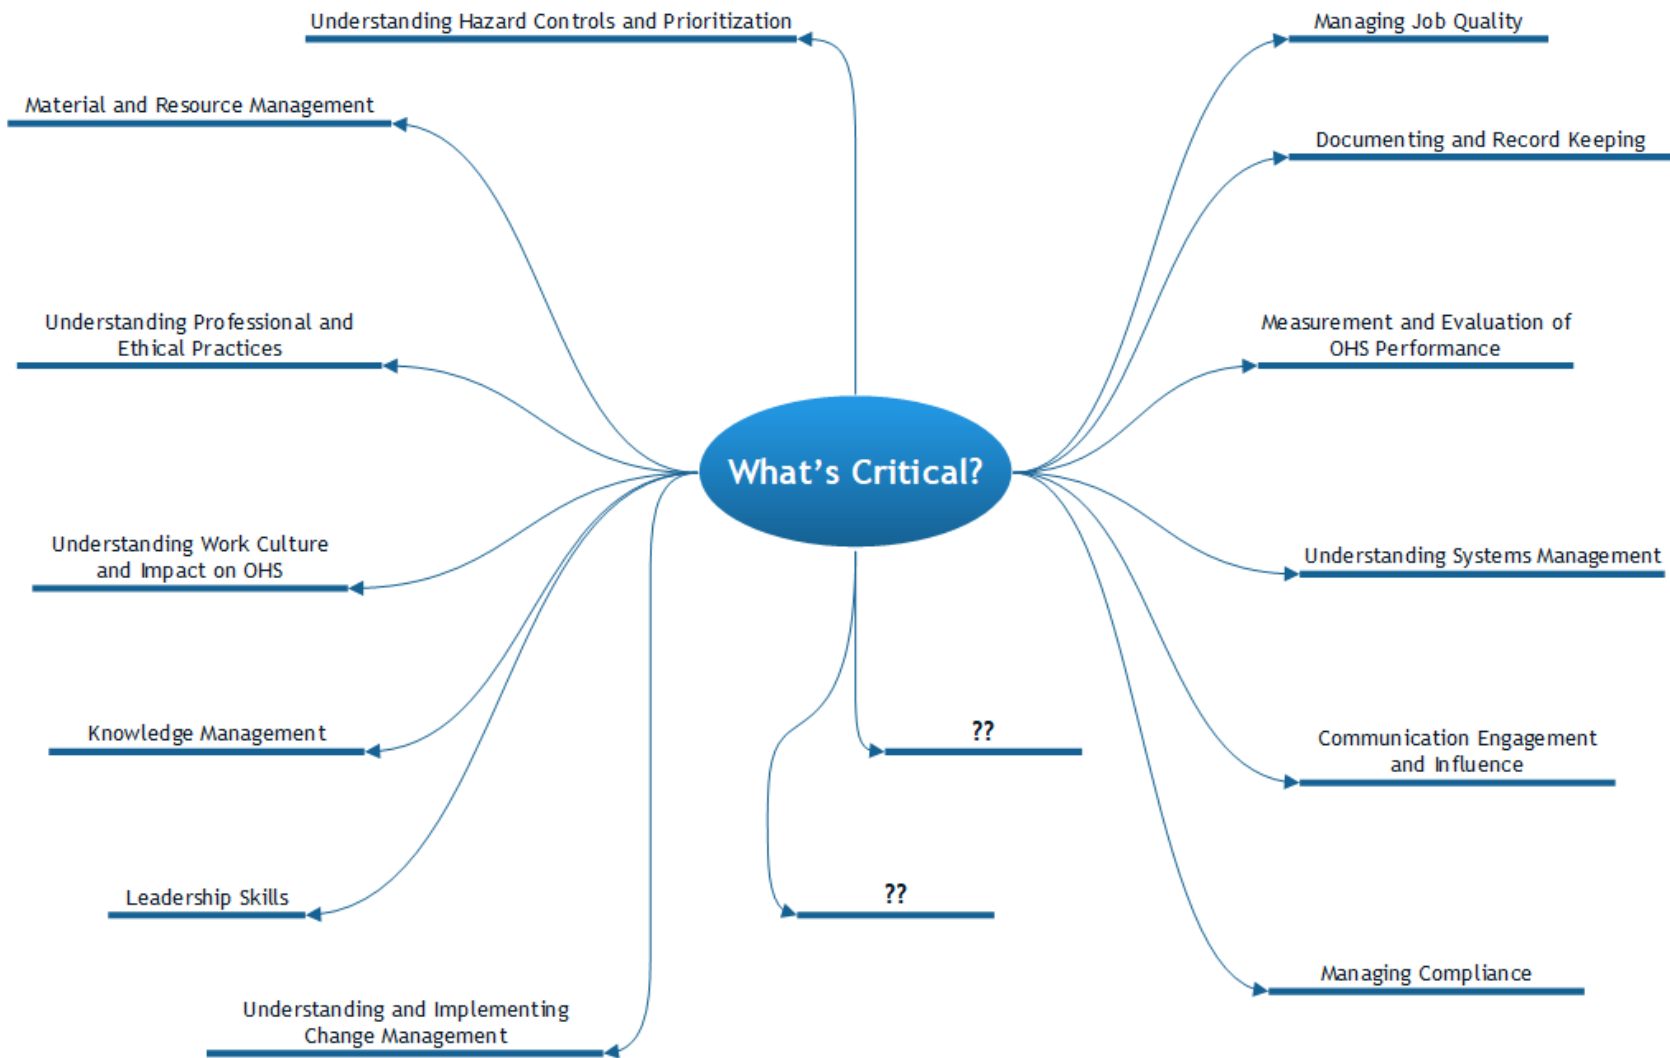 Understanding Hazard Controls and Prioritization
Managing Job Quality
Material and Resource Management
Documenting and Record Keeping
Understanding Professional and
Ethical Practices
Measurement and Evaluation of
OHS Performance
What's Critical?
Understanding Work Culture
and Impact on OHS
Understanding Systems Management
Knowledge Management
??
Communication Engagement
and Influence
Leadership Skills
??
Managing Compliance
Understanding and Implementing
Change Management